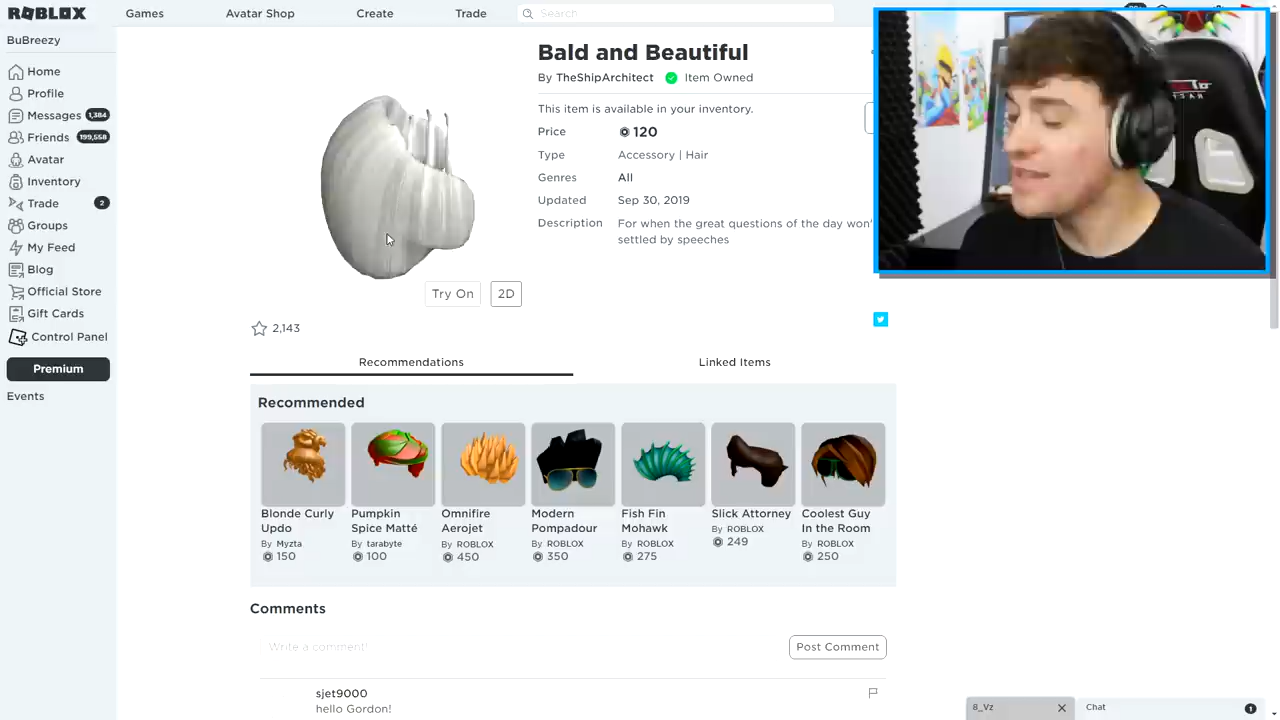 ROBLOX
Games
Avatar Shop
Create
Trade
Search
BuBreezy
Home
Profile
Messages 1,384
Friends 199,558
Avatar
Inventory
Trade 2
Groups
My Feed
Blog
Official Store
Gift Cards
Control Panel
Premium
Events
Bald and Beautiful
By TheShipArchitect Item Owned
This item is available in your inventory.
Price 120
Type Accessory | Hair
Genres All
Updated Sep 30, 2019
Description For when the great questions of the day won'
settled by speeches
Try On
2D
2,143
Recommendations
Linked Items
Recommended
Blonde Curly
Updo
By Myzta
150
Pumpkin
Spice Matté
By tarabyte
100
Omnifire
Aerojet
By ROBLOX
450
Modern
Pompadour
By ROBLOX
350
Fish Fin
Mohawk
By ROBLOX
275
Slick Attorney
By ROBLOX
249
Coolest Guy
In the Room
By ROBLOX
250
Comments
Write a comment!
Post Comment
sjet9000
hello Gordon!
8_Vz
Chat
1